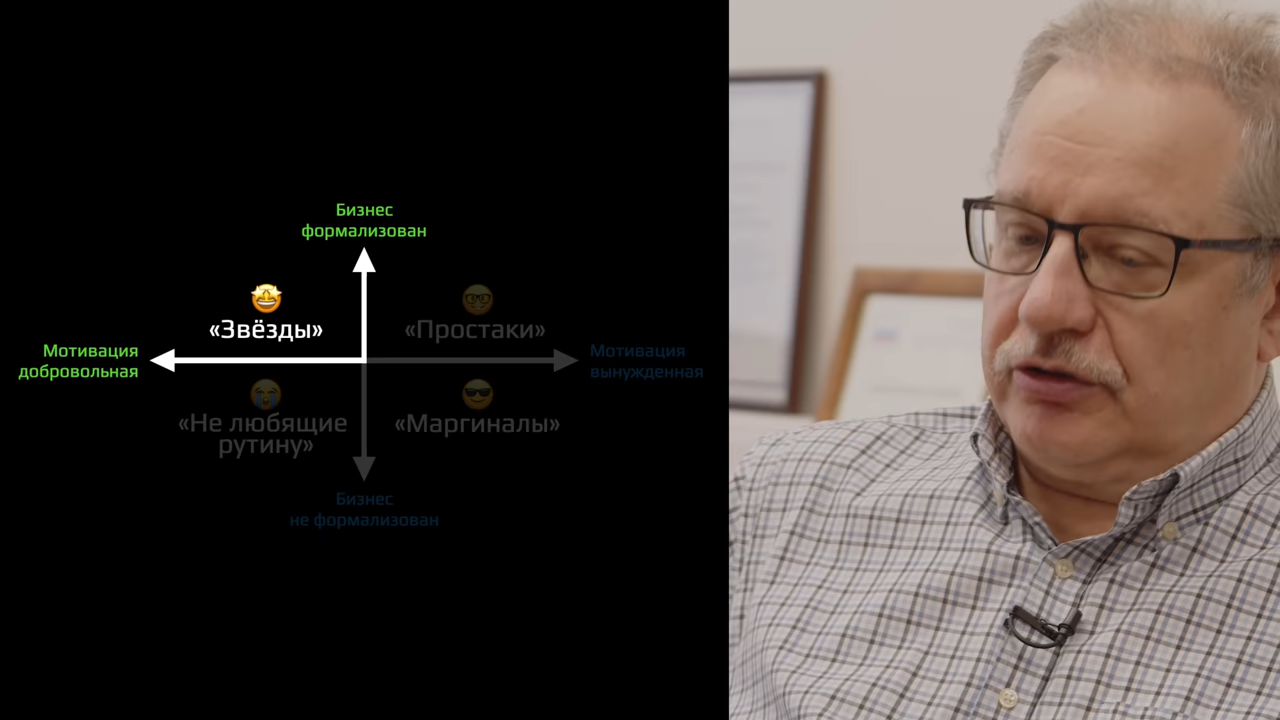 Бизнес
формализован
«Звёзды»
«Простаки»
Мотивация
добровольная
Мотивация
вынужденная
«Не любящие
рутину»
«Маргиналы»
Бизнес
не формализован